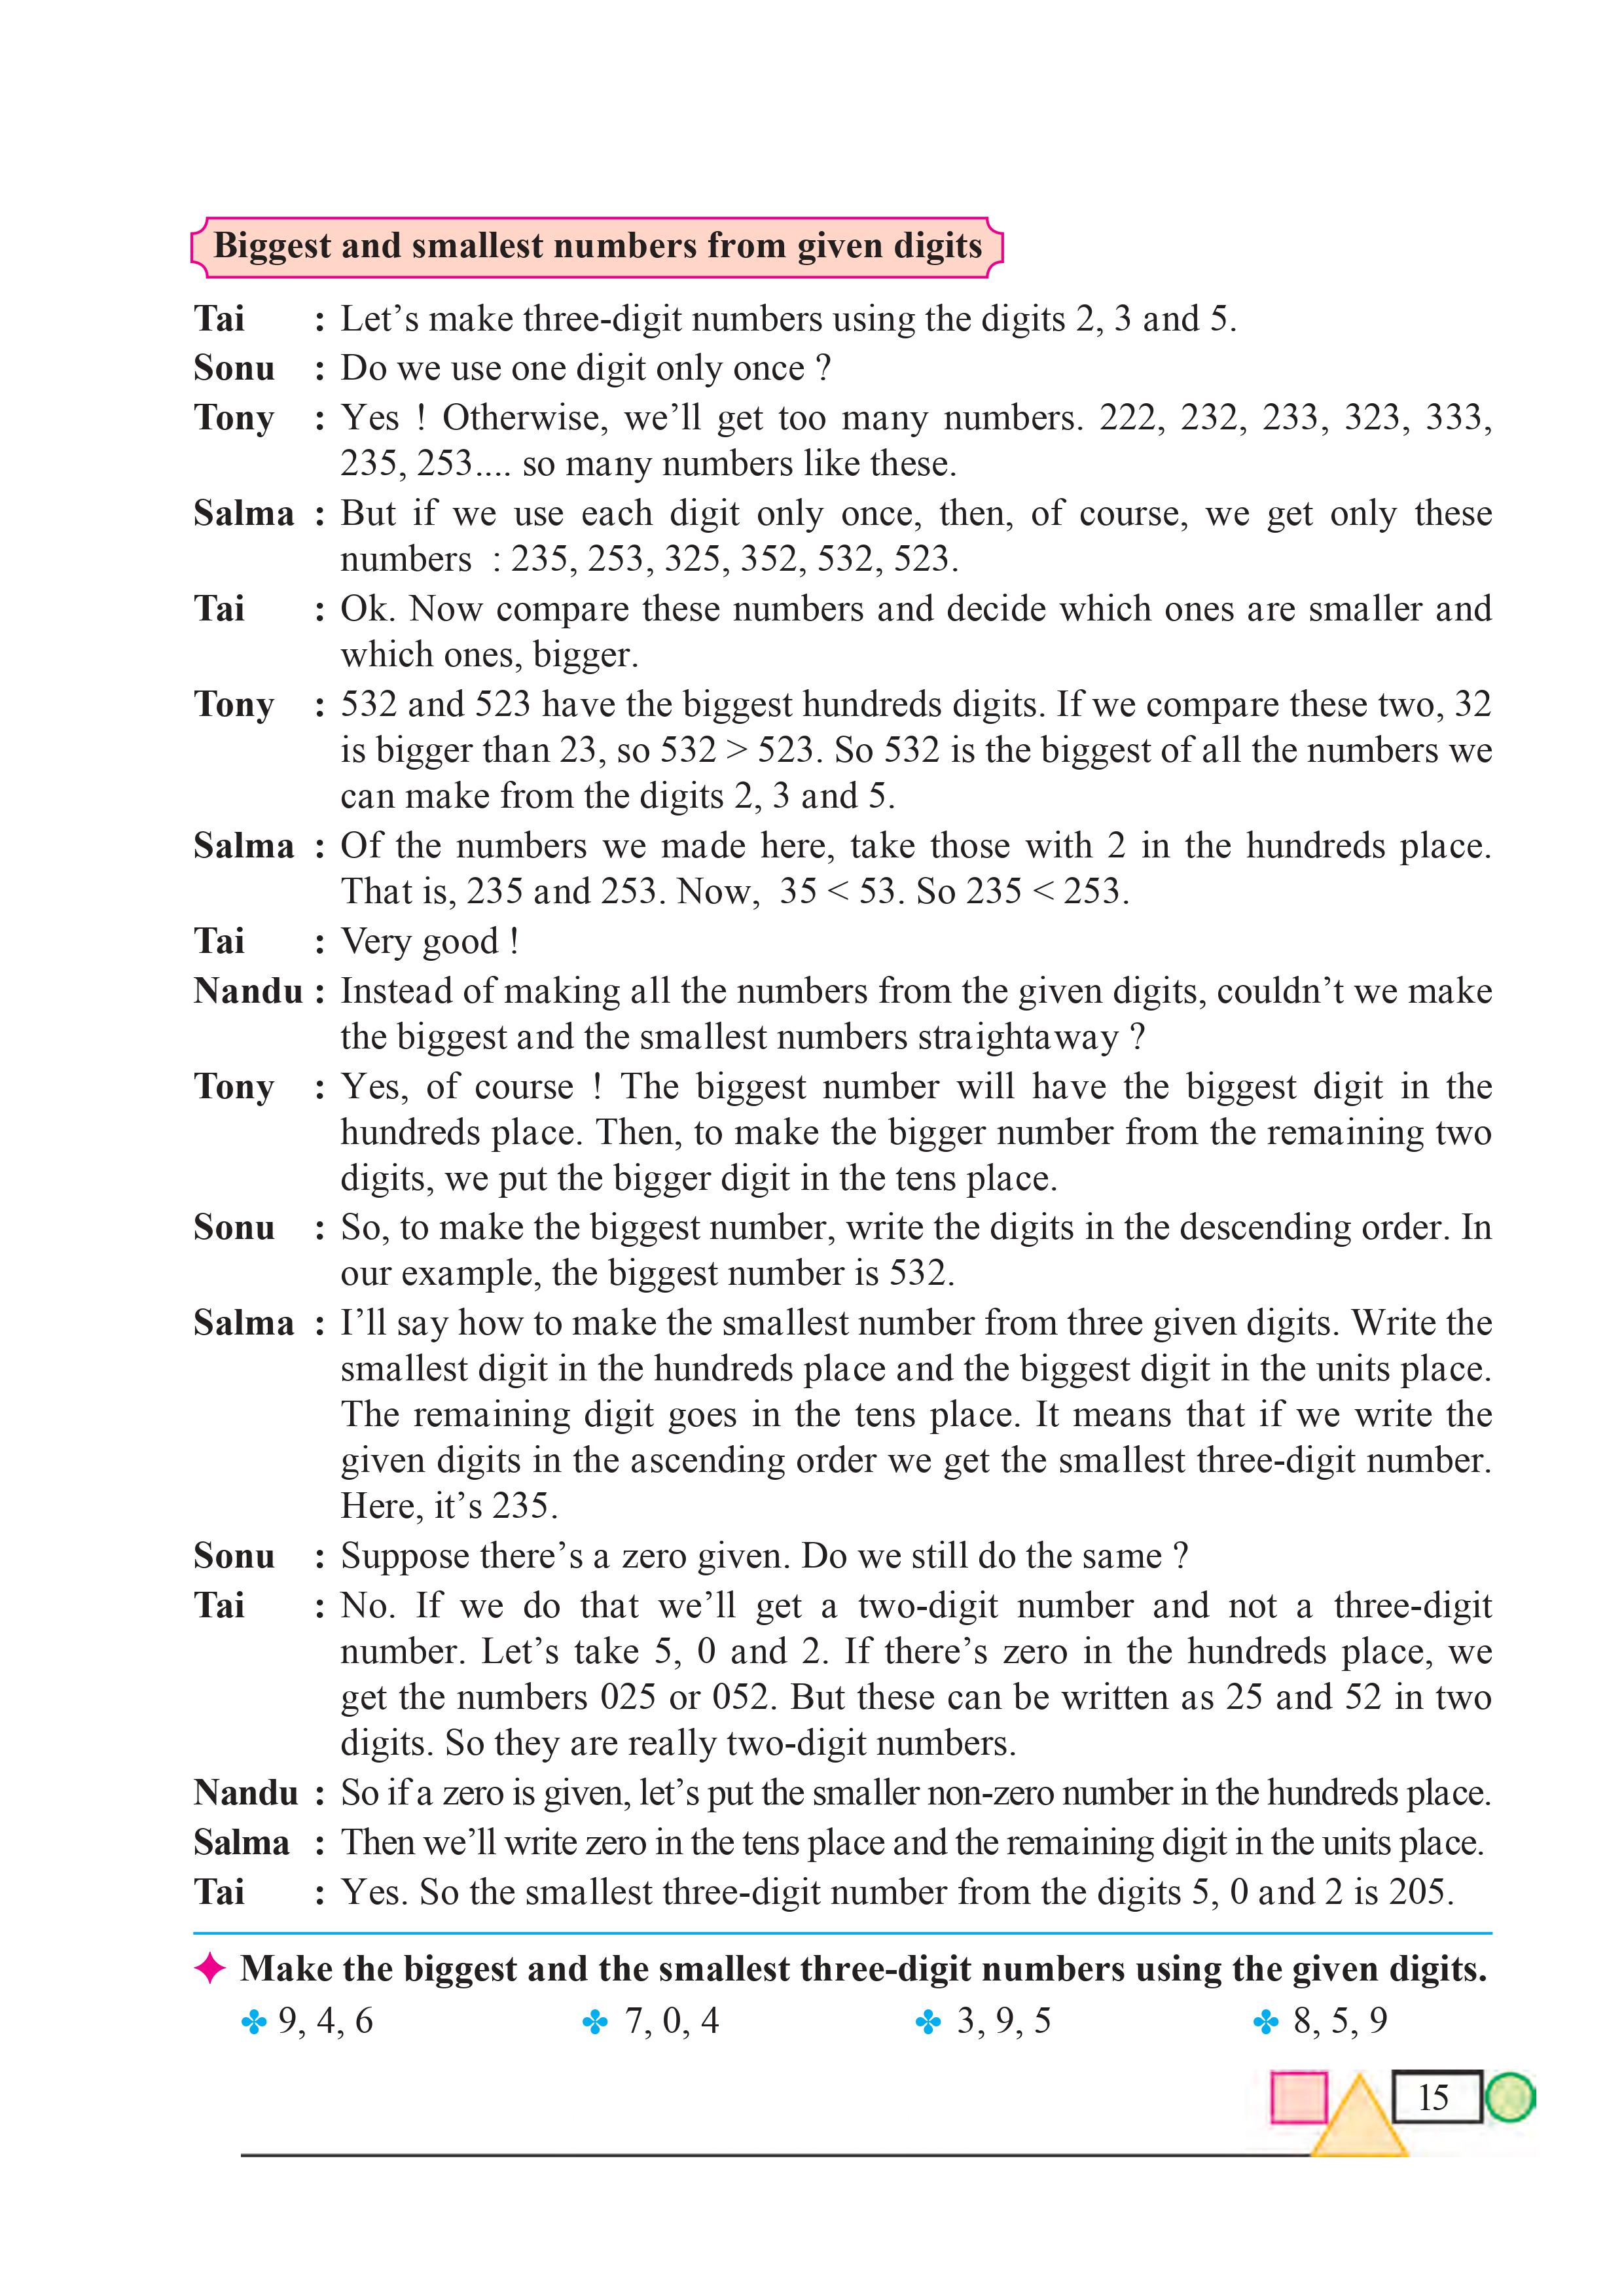 Biggest and smallest numbers from given digits
Tai : Let’s make three-digit numbers using the digits 2, 3 and 5.
Sonu : Do we use one digit only once ?
Tony : Yes ! Otherwise, we’ll get too many numbers. 222, 232, 233, 323, 333,
235, 253.... so many numbers like these.
Salma : But if we use each digit only once, then, of course, we get only these
numbers : 235, 253, 325, 352, 532, 523.
Tai : Ok. Now compare these numbers and decide which ones are smaller and
which ones, bigger.
Tony : 532 and 523 have the biggest hundreds digits. If we compare these two, 32
is bigger than 23, so 532 > 523. So 532 is the biggest of all the numbers we
can make from the digits 2, 3 and 5.
Salma : Of the numbers we made here, take those with 2 in the hundreds place.
That is, 235 and 253. Now, 35 < 53. So 235 < 253.
Tai : Very good !
Nandu : Instead of making all the numbers from the given digits, couldn’t we make
the biggest and the smallest numbers straightaway ?
Tony : Yes, of course ! The biggest number will have the biggest digit in the
hundreds place. Then, to make the bigger number from the remaining two
digits, we put the bigger digit in the tens place.
Sonu : So, to make the biggest number, write the digits in the descending order. In
our example, the biggest number is 532.
Salma : I’ll say how to make the smallest number from three given digits. Write the
smallest digit in the hundreds place and the biggest digit in the units place.
The remaining digit goes in the tens place. It means that if we write the
given digits in the ascending order we get the smallest three-digit number.
Here, it’s 235.
Sonu : Suppose there’s a zero given. Do we still do the same ?
Tai : No. If we do that we’ll get a two-digit number and not a three-digit
number. Let’s take 5, 0 and 2. If there’s zero in the hundreds place, we
get the numbers 025 or 052. But these can be written as 25 and 52 in two
digits. So they are really two-digit numbers.
Nandu : So if a zero is given, let’s put the smaller non-zero number in the hundreds place.
Salma : Then we’ll write zero in the tens place and the remaining digit in the units place.
Tai : Yes. So the smallest three-digit number from the digits 5, 0 and 2 is 205.
Make the biggest and the smallest three-digit numbers using the given digits.
9, 4, 6 7, 0, 4 3, 9, 5 8, 5, 9
15